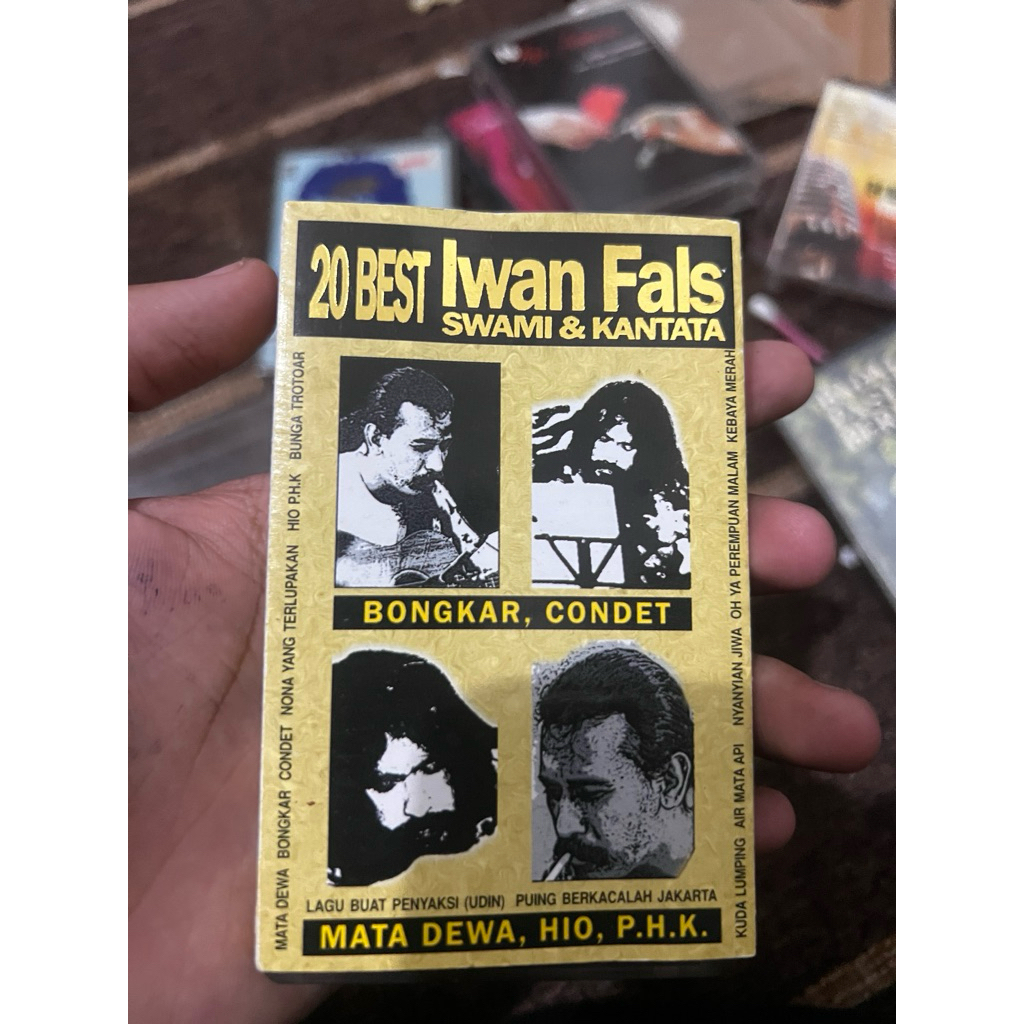 20 BEST Iwan Fals
SWAMI & KANTATA
MATA DEWA BONGKAR CONDET NONA YANG TERLUPAKAN HIO P.H.K BUNGA TROTOAR
BONGKAR, CONDET
KUDA LUMPING AIR MATA API NYANYIAN JIWA OH YA PEREMPUAN MALAM KEBAYA MERAH
LAGU BUAT PENYAKSI (UDIN) PUING BERKACALAH JAKARTA
MATA DEWA, HIO, P.H.K.